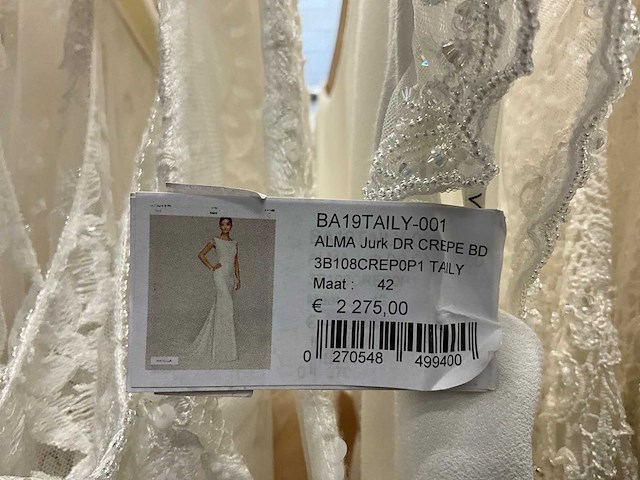 BA19TAILY-001
ALMA Jurk DR CREPE BD
3B108CREP0P1 TAILY
Maat : 42
€ 2 275,00
0 270548 499400